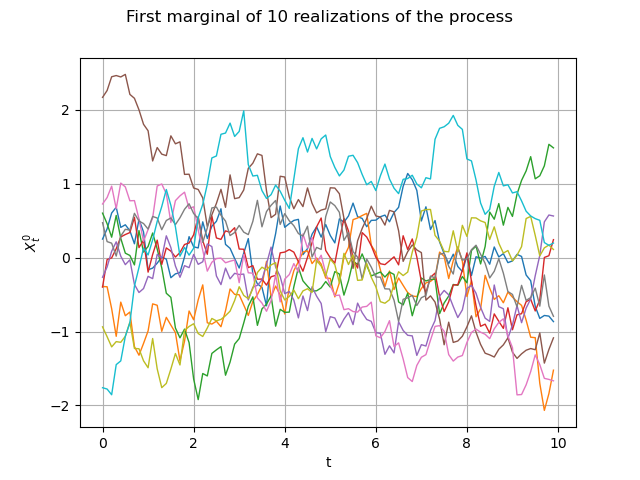 First marginal of 10 realizations of the process
2
1
0
−1
−2
X_t^0
0 2 4 6 8 10
t